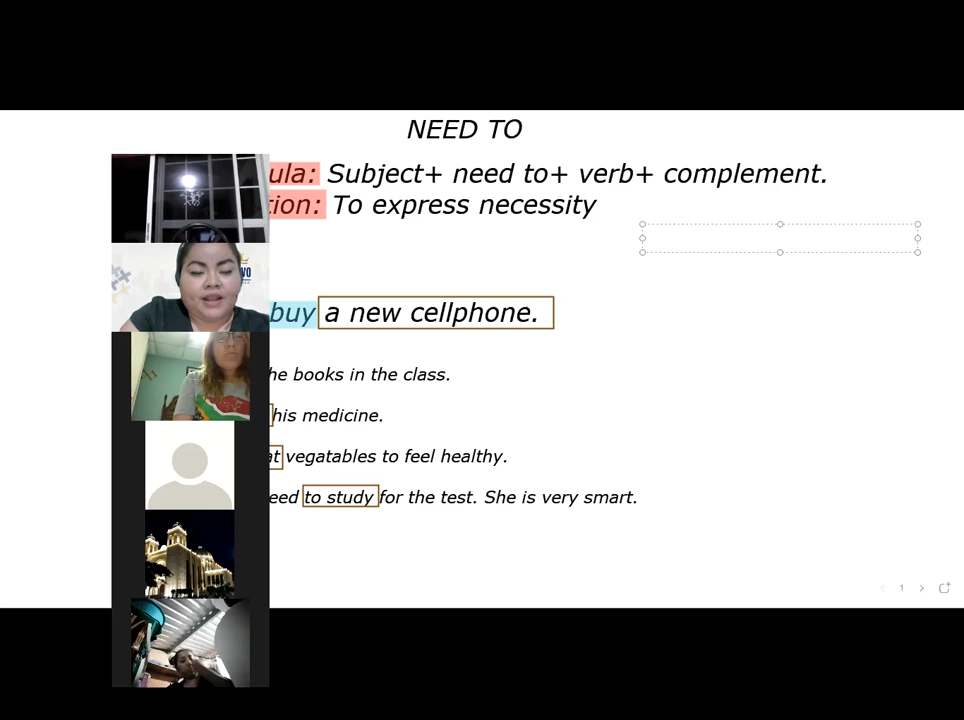 NEED TO
ula: Subject+ need to+ verb+ complement.
tion: To express necessity
buy a new cellphone.
he books in the class.
his medicine.
at vegatables to feel healthy.
eed to study for the test. She is very smart.
1